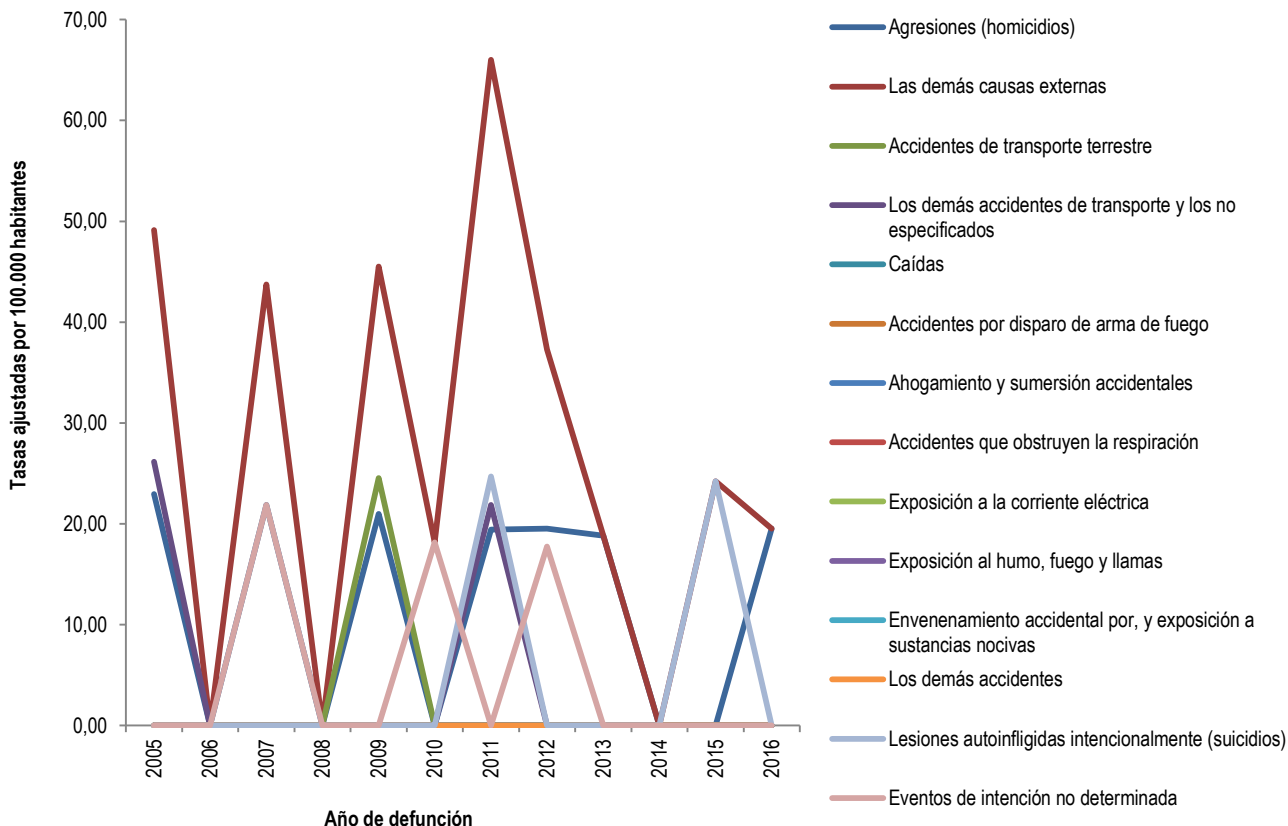 70,00
60,00
50,00
40,00
30,00
20,00
10,00
0,00
Tasas ajustadas por 100.000 habitantes
2005
2006
2007
2008
2009
2010
2011
2012
2013
2014
2015
2016
Año de defunción
Agresiones (homicidios)
Las demás causas externas
Accidentes de transporte terrestre
Los demás accidentes de transporte y los no
especificados
Caídas
Accidentes por disparo de arma de fuego
Ahogamiento y sumersión accidentales
Accidentes que obstruyen la respiración
Exposición a la corriente eléctrica
Exposición al humo, fuego y llamas
Envenenamiento accidental por, y exposición a
sustancias nocivas
Los demás accidentes
Lesiones autoinfligidas intencionalmente (suicidios)
Eventos de intención no determinada